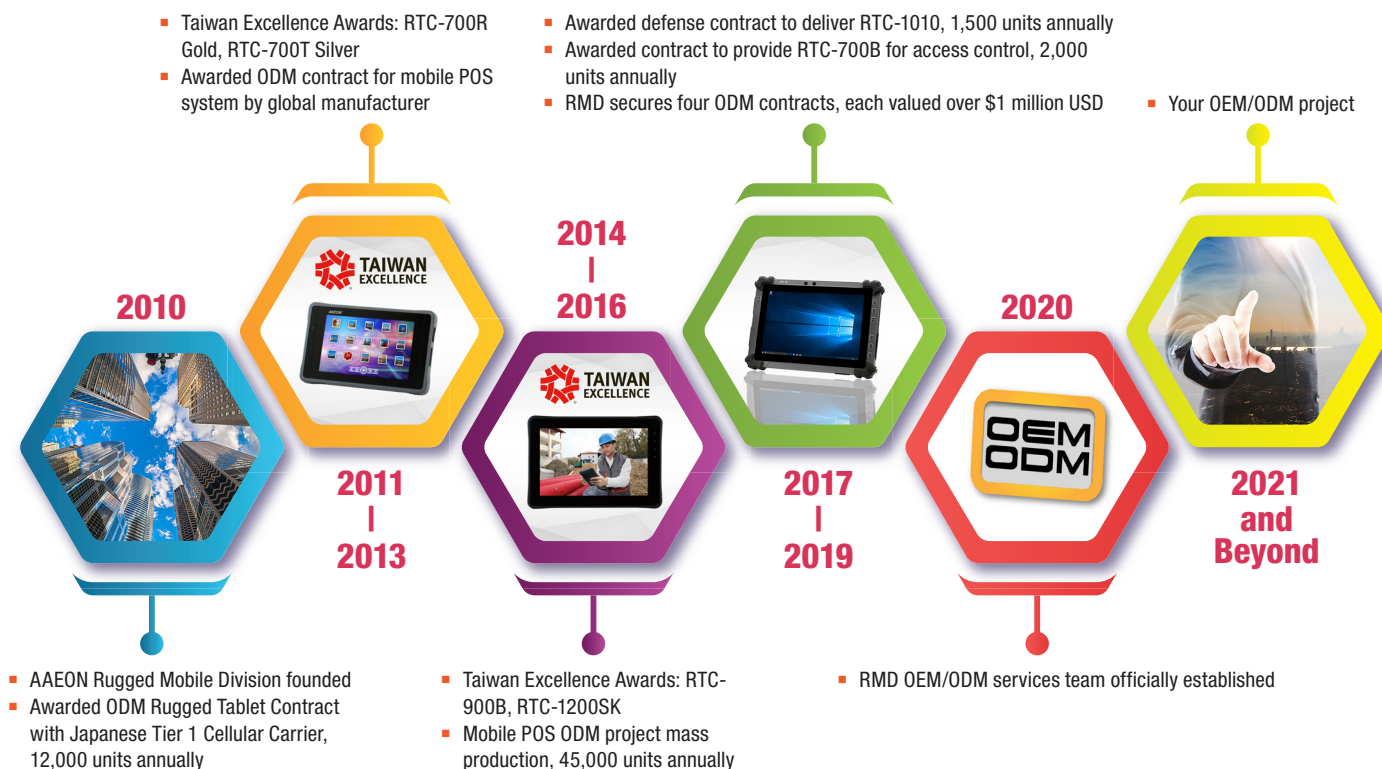 ▪ Taiwan Excellence Awards: RTC-700R
Gold, RTC-700T Silver
▪ Awarded ODM contract for mobile POS
system by global manufacturer
▪ Awarded defense contract to deliver RTC-1010, 1,500 units annually
▪ Awarded contract to provide RTC-700B for access control, 2,000
units annually
▪ RMD secures four ODM contracts, each valued over $1 million USD
▪ Your OEM/ODM project
2010
TAIWAN
EXCELLENCE
AAEON
2011
|
2013
2014
|
2016
TAIWAN
EXCELLENCE
2017
|
2019
2020
OEM
ODM
2021
and
Beyond
▪ AAEON Rugged Mobile Division founded
▪ Awarded ODM Rugged Tablet Contract
with Japanese Tier 1 Cellular Carrier,
12,000 units annually
▪ Taiwan Excellence Awards: RTC-
900B, RTC-1200SK
▪ Mobile POS ODM project mass
production, 45,000 units annually
▪ RMD OEM/ODM services team officially established